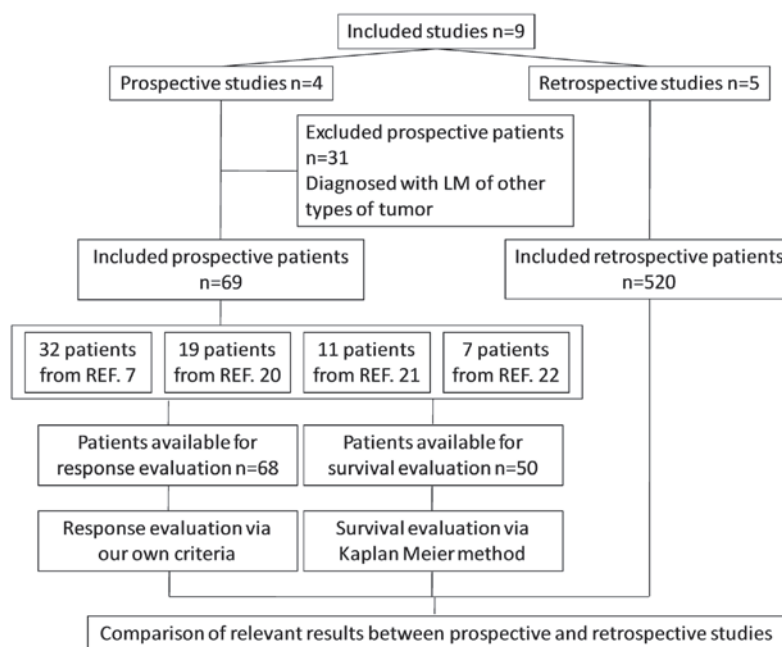 Included studies n=9
Prospective studies n=4
Retrospective studies n=5
Excluded prospective patients
n=31
Diagnosed with LM of other
types of tumor
Included prospective patients
n=69
Included retrospective patients
n=520
32 patients
from REF. 7
19 patients
from REF. 20
11 patients
from REF. 21
7 patients
from REF. 22
Patients available for
response evaluation n=68
Patients available for
survival evaluation n=50
Response evaluation via
our own criteria
Survival evaluation via
Kaplan Meier method
Comparison of relevant results between prospective and retrospective studies